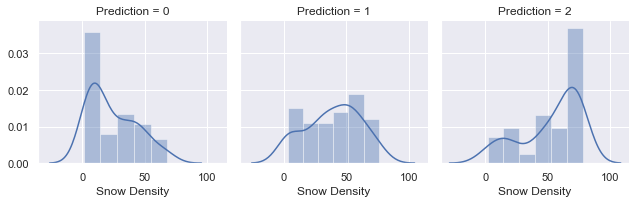 Prediction = 0 Prediction = 1 Prediction = 2
0.03
0.02
0.01
0.00
0 50 100 0 50 100 0 50 100
Snow Density Snow Density Snow Density